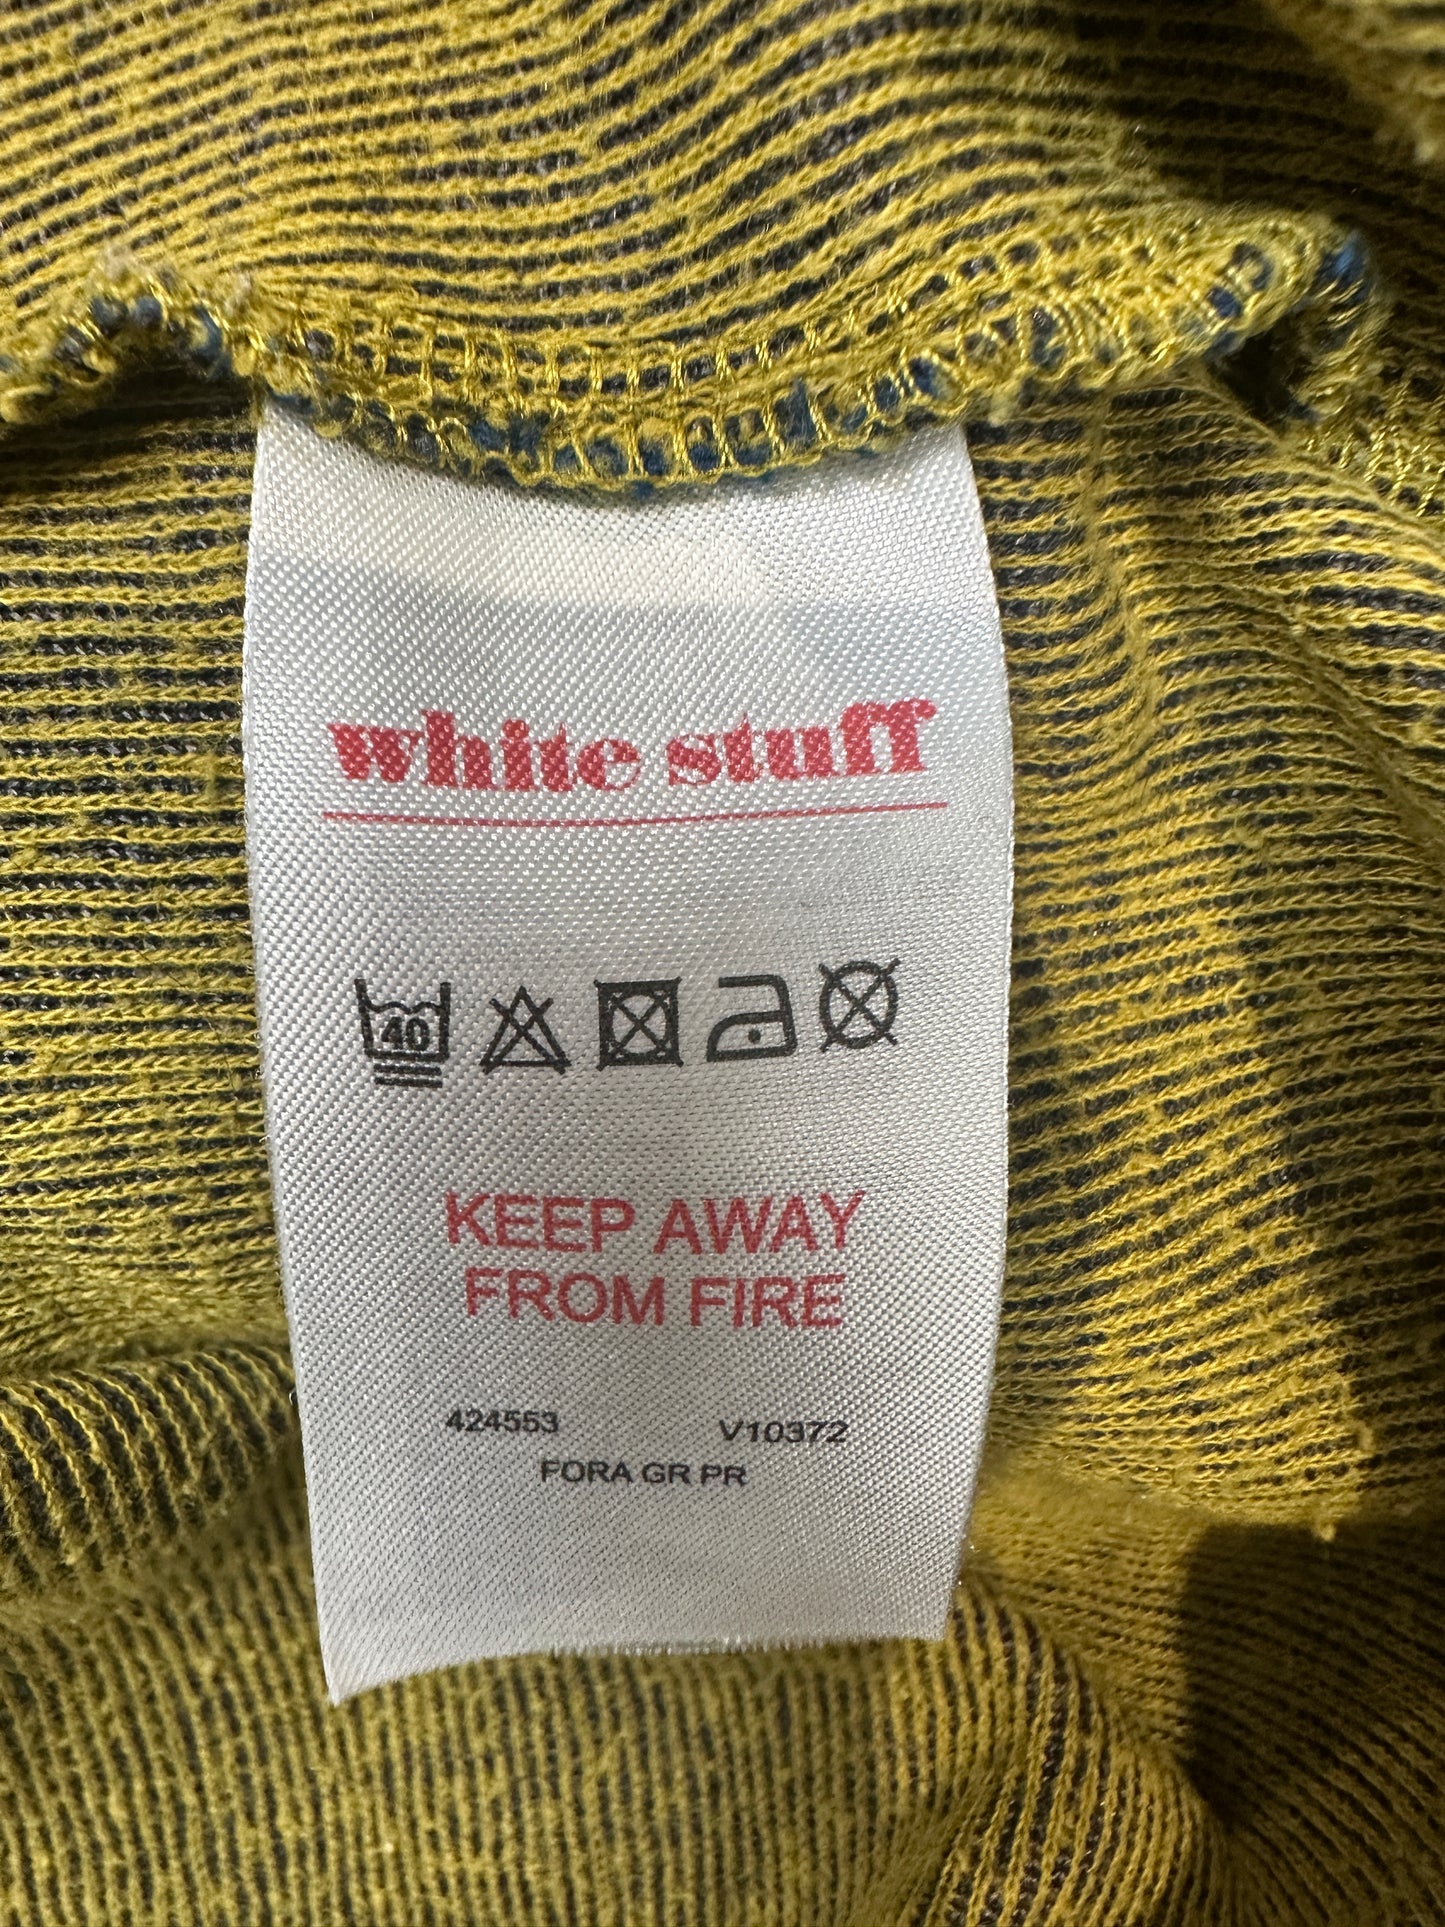 white stuff
40
KEEP AWAY
FROM FIRE
424553 V10372
FORA GR PR